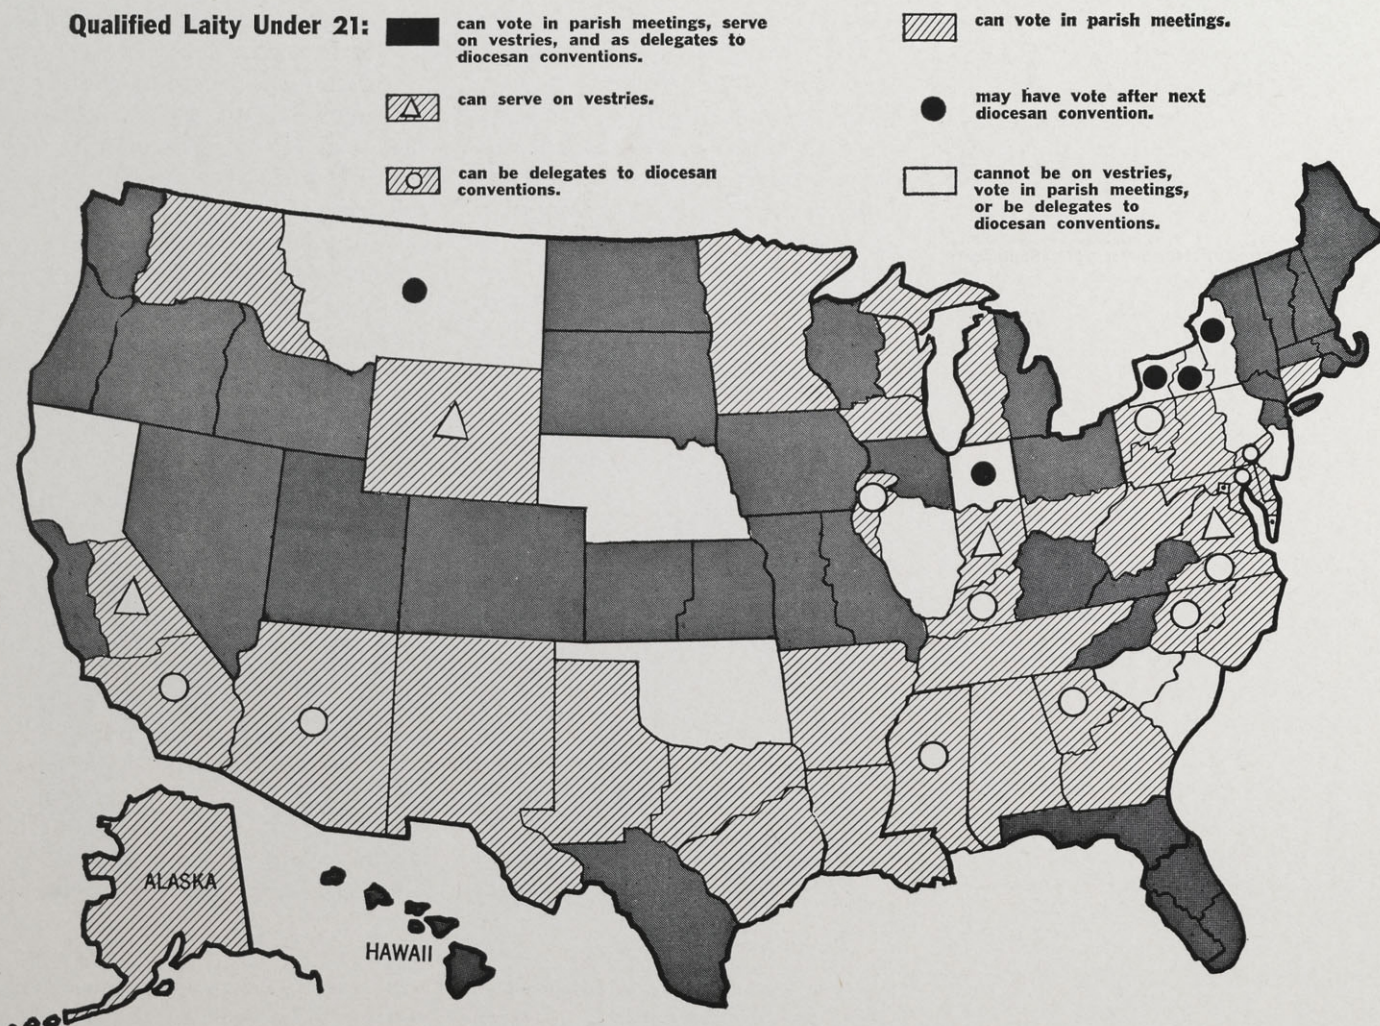 Qualified Laity Under 21:
can vote in parish meetings, serve
on vestries, and as delegates to
diocesan conventions.
can serve on vestries.
can be delegates to diocesan
conventions.
can vote in parish meetings.
may have vote after next
diocesan convention.
cannot be on vestries,
vote in parish meetings,
or be delegates to
diocesan conventions.
ALASKA
HAWAII